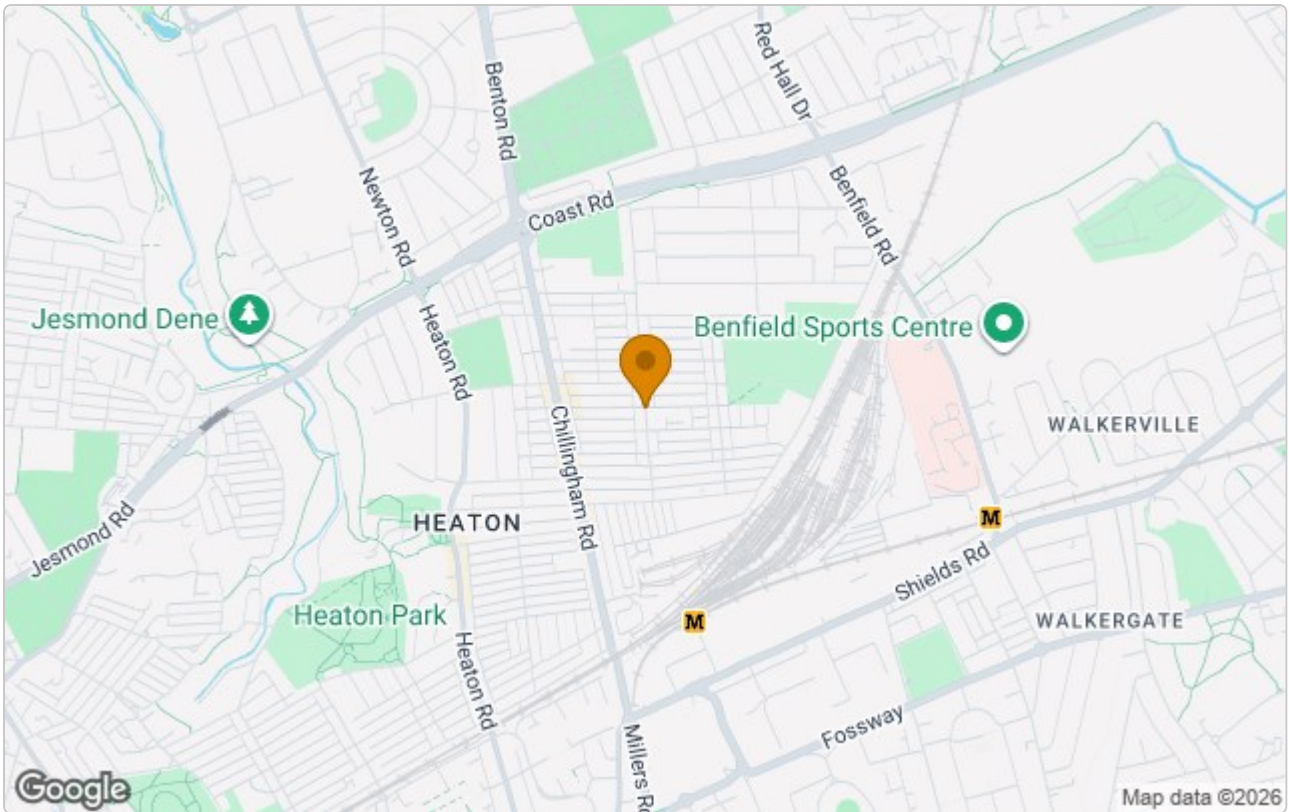 Red Hall Dr
Benton Rd
Newton Rd
Coast Rd
Benfield Rd
Jesmond Dene
Heaton Rd
Benfield Sports Centre
Chillingham Rd
WALKERVILLE
Jesmond Rd
HEATON
M
Shields Rd
Heaton Park
M
WALKERGATE
Heaton Rd
Fossway
Millers Rd
Google
Map data ©2026